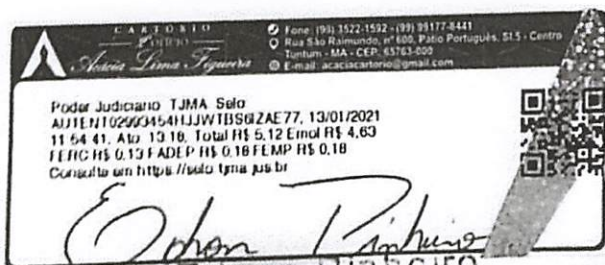 CARTÓRIO
Acácia Lima Figueira
Fone: (99) 3522-1592 - (99) 99177-8441
Rua São Raimundo, nº 600, Pátio Português, SL5 - Centro
Tuntum - MA - CEP: 65763-000
E-mail: acaciacartorio@gmail.com
Poder Judiciário TJMA Selo
AUTENT02993454HJJWTBS6IZAE77, 13/01/2021
11:54:41, Ato: 13.18, Total R$ 5,12 Emol R$ 4,63
FERC R$ 0,13 FADEP R$ 0,18 FEMP R$ 0,18
Consulte em https://selo.tjma.jus.br